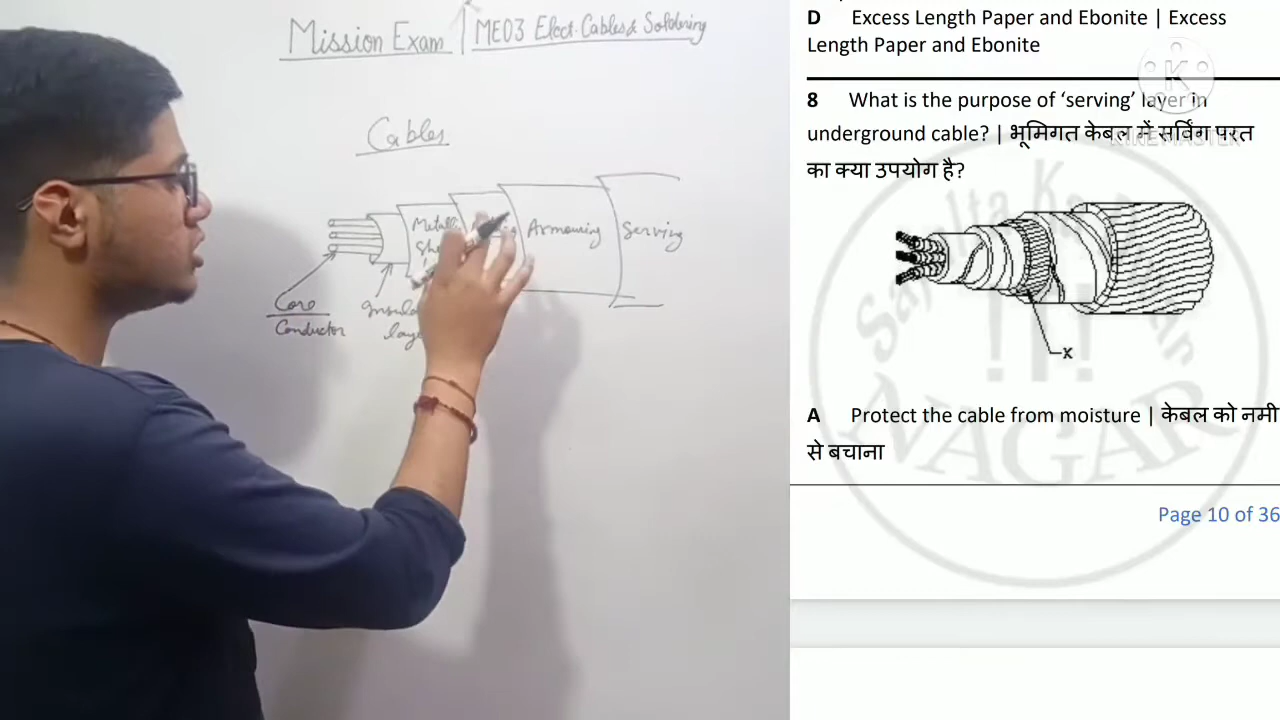 Mission Exam
ME03 Elect. Cables & Soldering
Cables
Armouring
Serving
Core
Conductor
D Excess Length Paper and Ebonite | Excess
Length Paper and Ebonite
8 What is the purpose of ‘serving’ layer in
underground cable? | भूमिगत केबल में सर्विंग परत
का क्या उपयोग है?
X
A Protect the cable from moisture | केबल को नमी
से बचाना
NAGAR
Page 10 of 36
K
KINEMASTER